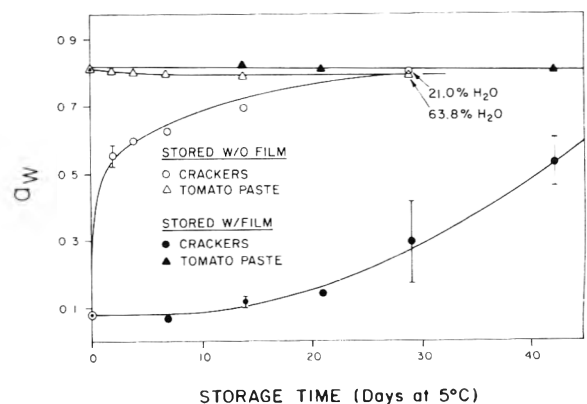 0.9
0.7
0.5
0.3
0.1
aw
21.0% H2O
63.8% H2O
STORED W/O FILM
CRACKERS
TOMATO PASTE
STORED W/FILM
CRACKERS
TOMATO PASTE
0 10 20 30 40
STORAGE TIME (Days at 5°C)